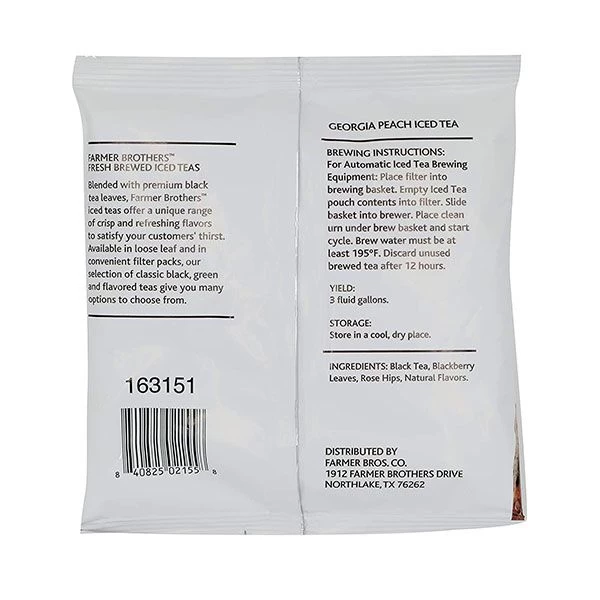 FARMER BROTHERS™
FRESH BREWED ICED TEAS
Blended with premium black
tea leaves, Farmer Brothers™
iced teas offer a unique range
of crisp and refreshing flavors
to satisfy your customers' thirst.
Available in loose leaf and in
convenient filter packs, our
selection of classic black, green
and flavored teas give you many
options to choose from.
163151
8 40825 02155 8
GEORGIA PEACH ICED TEA
BREWING INSTRUCTIONS:
For Automatic Iced Tea Brewing
Equipment: Place filter into
brewing basket. Empty Iced Tea
pouch contents into filter. Slide
basket into brewer. Place clean
urn under brew basket and start
cycle. Brew water must be at
least 195°F. Discard unused
brewed tea after 12 hours.
YIELD:
3 fluid gallons.
STORAGE:
Store in a cool, dry place.
INGREDIENTS: Black Tea, Blackberry
Leaves, Rose Hips, Natural Flavors.
DISTRIBUTED BY
FARMER BROS. CO.
1912 FARMER BROTHERS DRIVE
NORTHLAKE, TX 76262